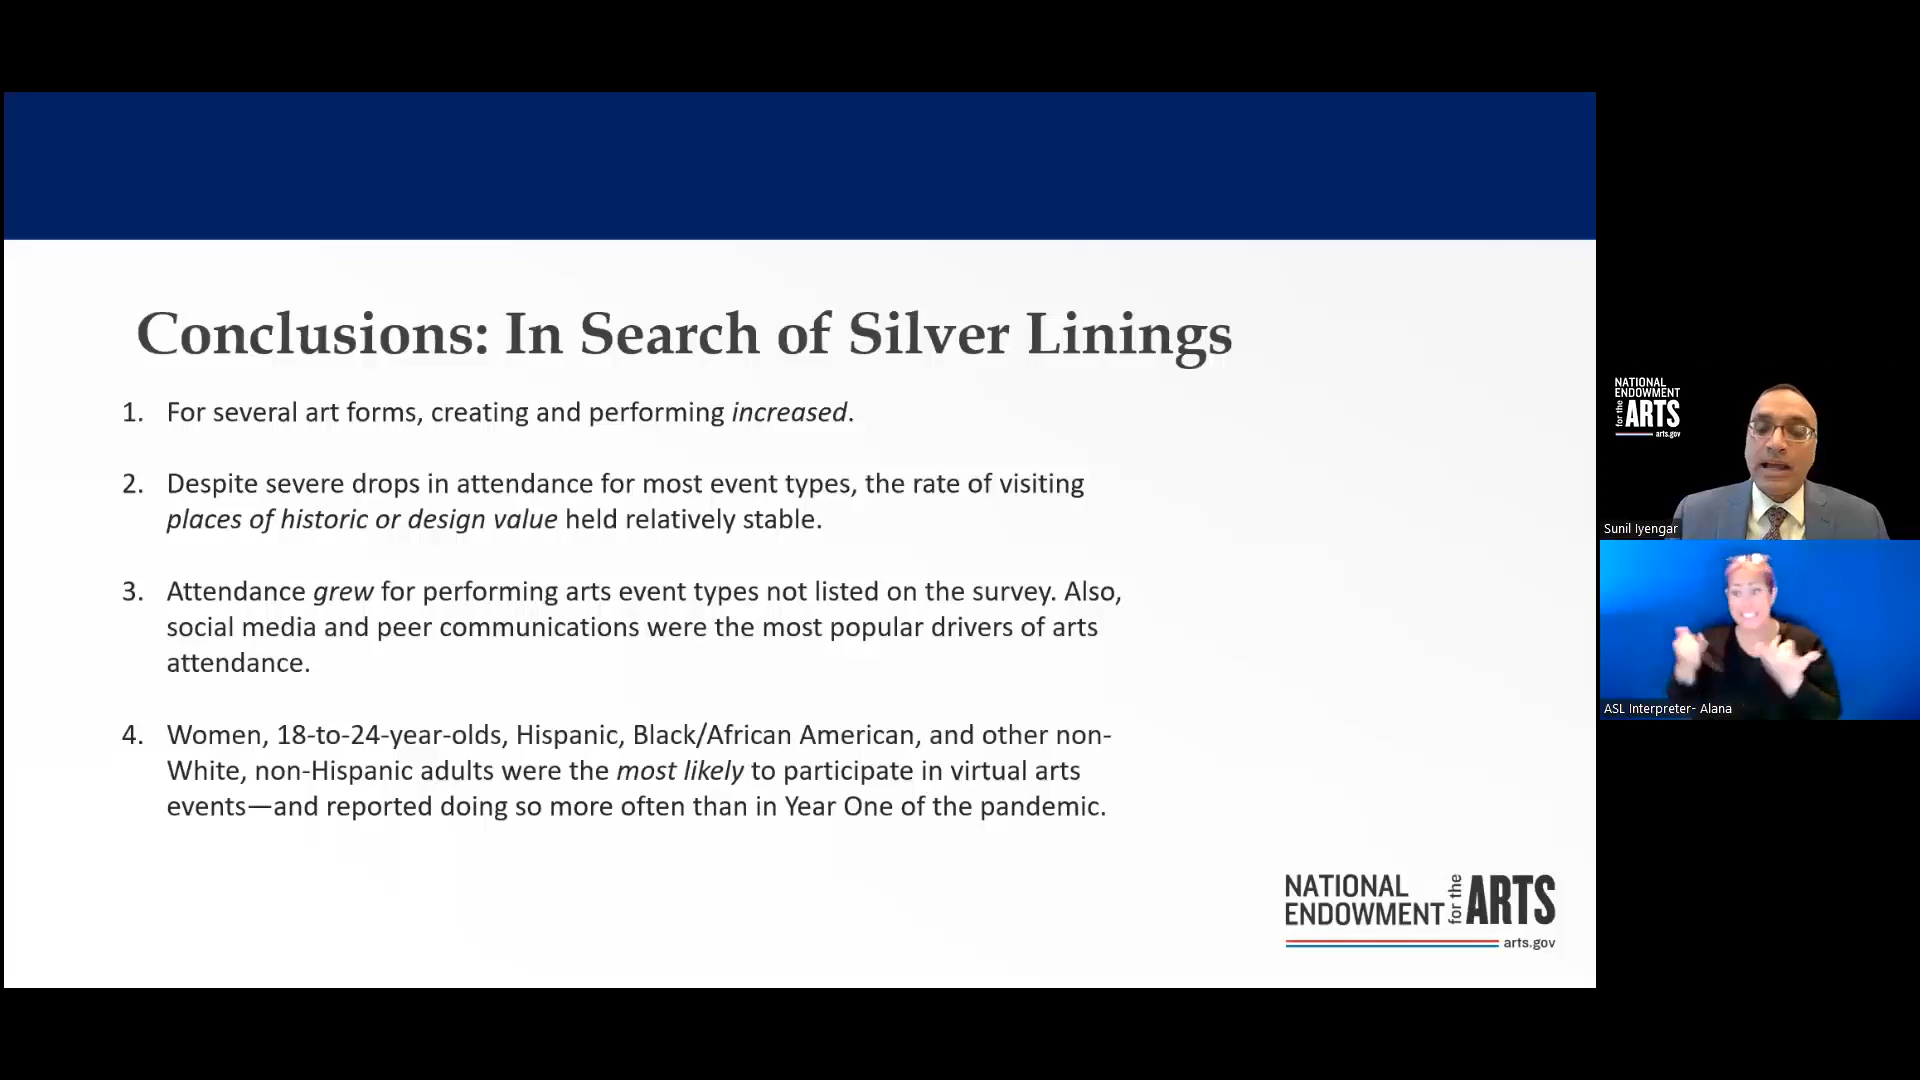 Conclusions: In Search of Silver Linings
1. For several art forms, creating and performing increased.
2. Despite severe drops in attendance for most event types, the rate of visiting
places of historic or design value held relatively stable.
3. Attendance grew for performing arts event types not listed on the survey. Also,
social media and peer communications were the most popular drivers of arts
attendance.
4. Women, 18-to-24-year-olds, Hispanic, Black/African American, and other non-
White, non-Hispanic adults were the most likely to participate in virtual arts
events—and reported doing so more often than in Year One of the pandemic.
NATIONAL
ENDOWMENT
for the
ARTS
arts.gov
NATIONAL
ENDOWMENT
for the
ARTS
arts.gov
Sunil Iyengar
ASL Interpreter- Alana